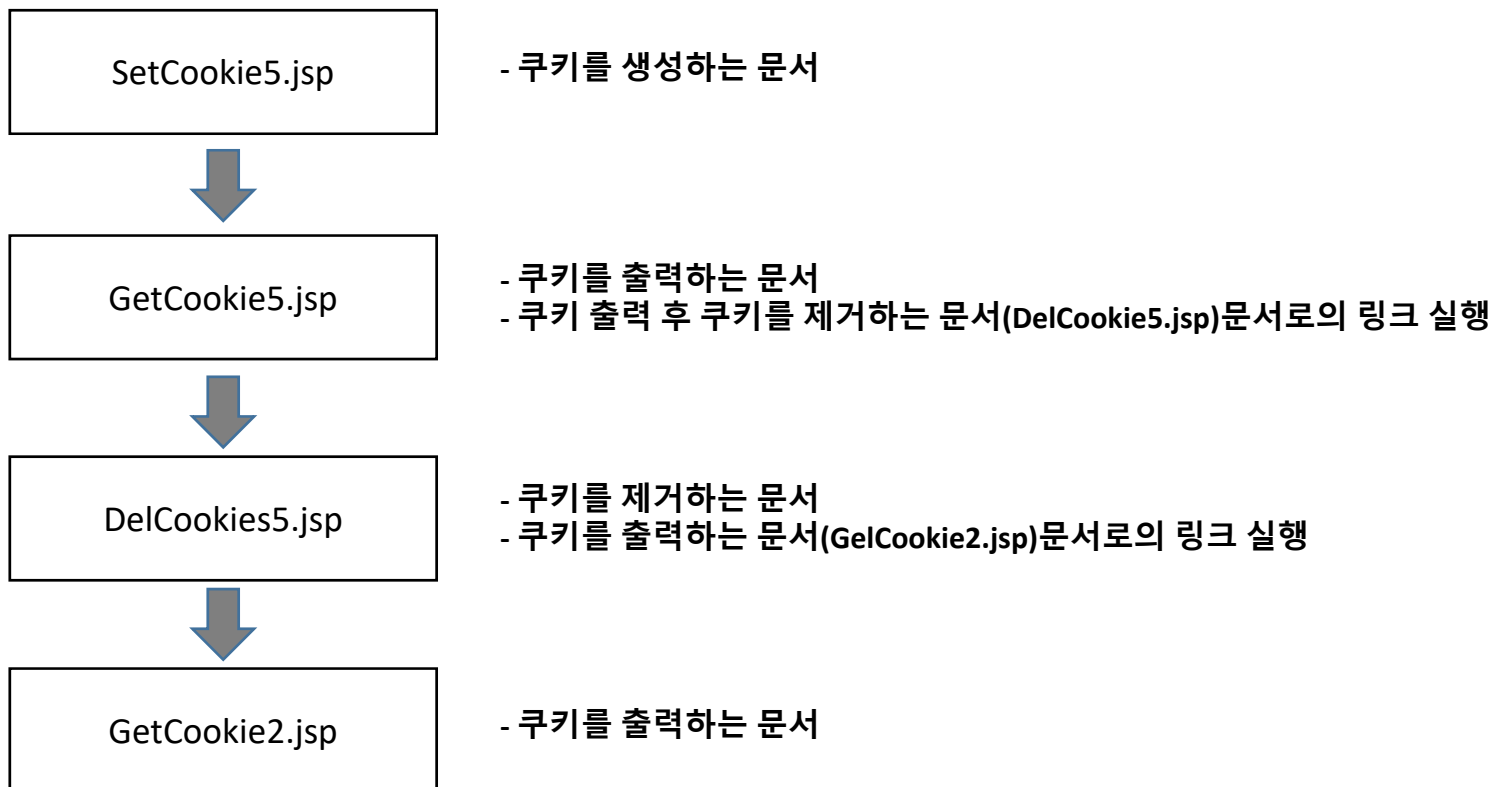 SetCookie5.jsp
- 쿠키를 생성하는 문서
GetCookie5.jsp
- 쿠키를 출력하는 문서
- 쿠키 출력 후 쿠키를 제거하는 문서(DelCookie5.jsp)문서로의 링크 실행
DelCookies5.jsp
- 쿠키를 제거하는 문서
- 쿠키를 출력하는 문서(GelCookie2.jsp)문서로의 링크 실행
GetCookie2.jsp
- 쿠키를 출력하는 문서